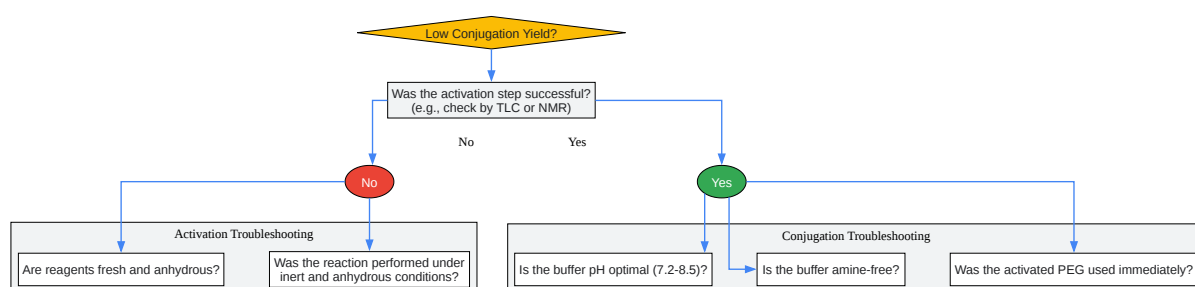 Low Conjugation Yield?
Was the activation step successful?
(e.g., check by TLC or NMR)
No
Yes
No
Yes
Activation Troubleshooting
Conjugation Troubleshooting
Are reagents fresh and anhydrous?
Was the reaction performed under
inert and anhydrous conditions?
Is the buffer pH optimal (7.2-8.5)?
Is the buffer amine-free?
Was the activated PEG used immediately?